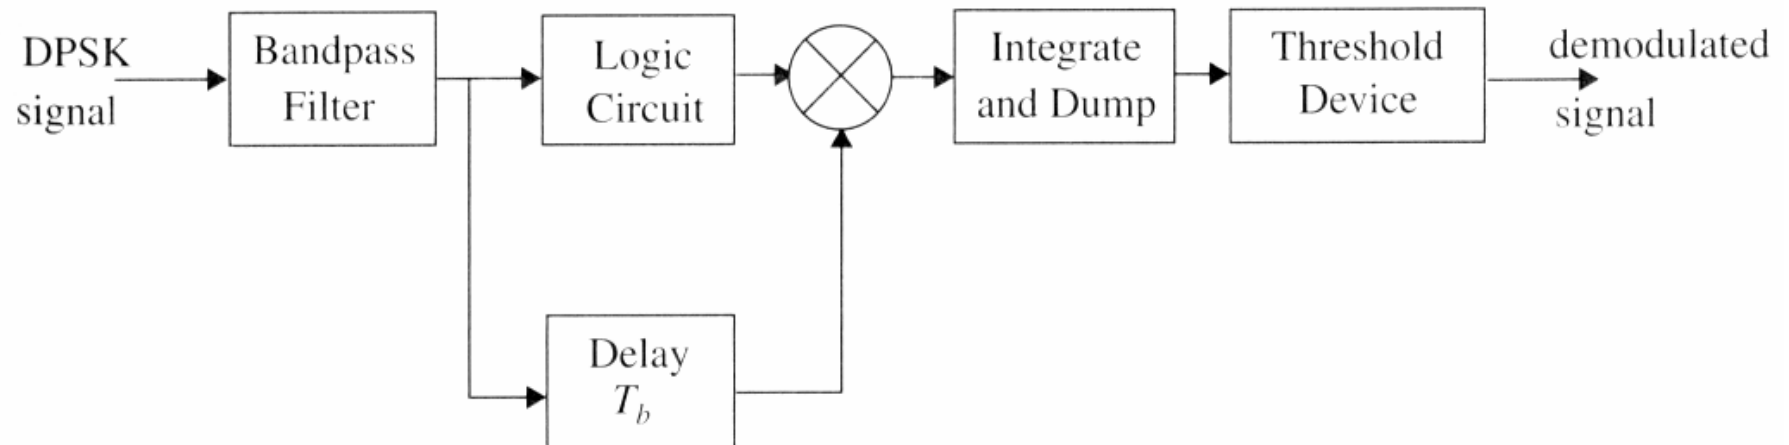 DPSK
signal
Bandpass
Filter
Logic
Circuit
Integrate
and Dump
Threshold
Device
demodulated
signal
Delay
T_b